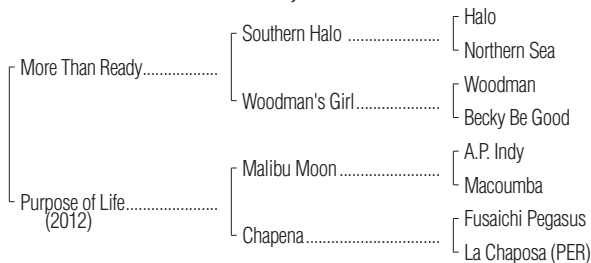 Halo
Southern Halo ....................
Northern Sea
More Than Ready................
Woodman
Woodman's Girl..................
Becky Be Good
A.P. Indy
Malibu Moon......................
Macoumba
Purpose of Life....................
(2012)
Fusaichi Pegasus
Chapena.............................
La Chaposa (PER)